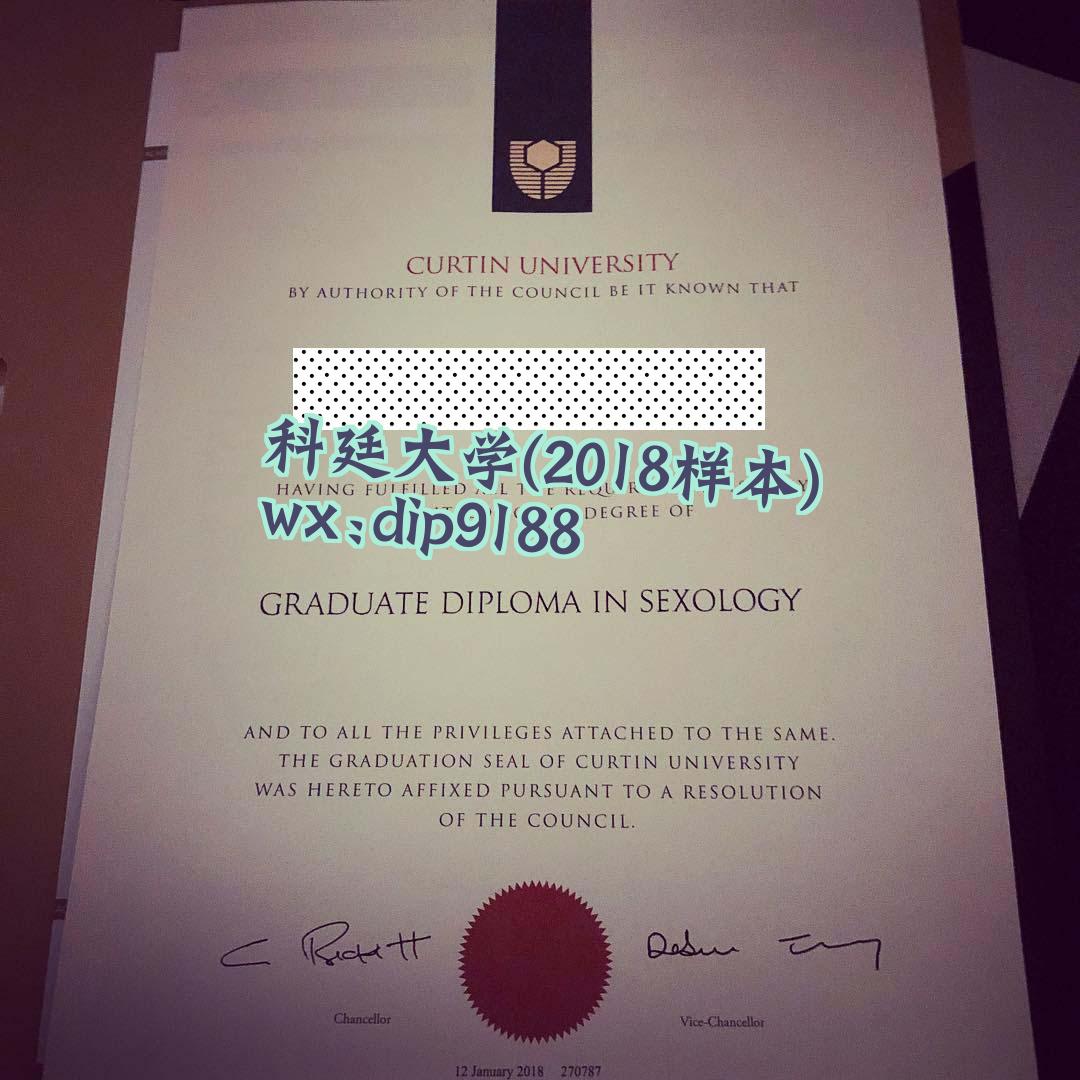 CURTIN UNIVERSITY
BY AUTHORITY OF THE COUNCIL BE IT KNOWN THAT
科廷大学(2018样本)
HAVING FULFILLED
wx:dip9188
DEGREE OF
GRADUATE DIPLOMA IN SEXOLOGY
AND TO ALL THE PRIVILEGES ATTACHED TO THE SAME.
THE GRADUATION SEAL OF CURTIN UNIVERSITY
WAS HERETO AFFIXED PURSUANT TO A RESOLUTION
OF THE COUNCIL.
Chancellor
Vice-Chancellor
12 January 2018 270787